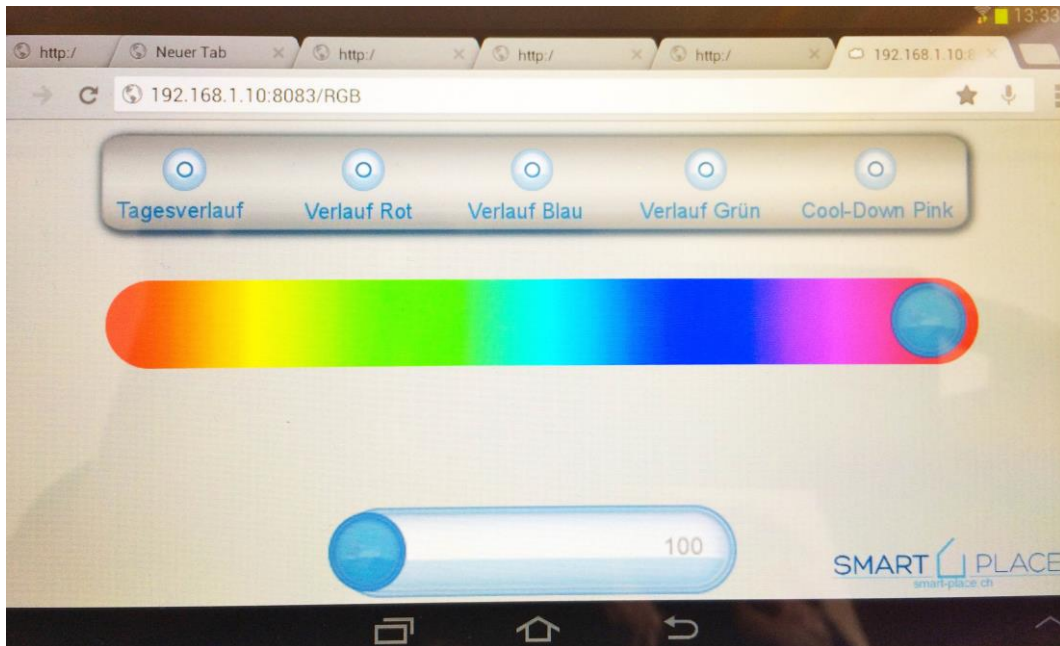 13:33
http:/
Neuer Tab
http:/
http:/
http:/
192.168.1.10:8
192.168.1.10:8083/RGB
Tagesverlauf
Verlauf Rot
Verlauf Blau
Verlauf Grün
Cool-Down Pink
100
SMART PLACE
smart-place.ch